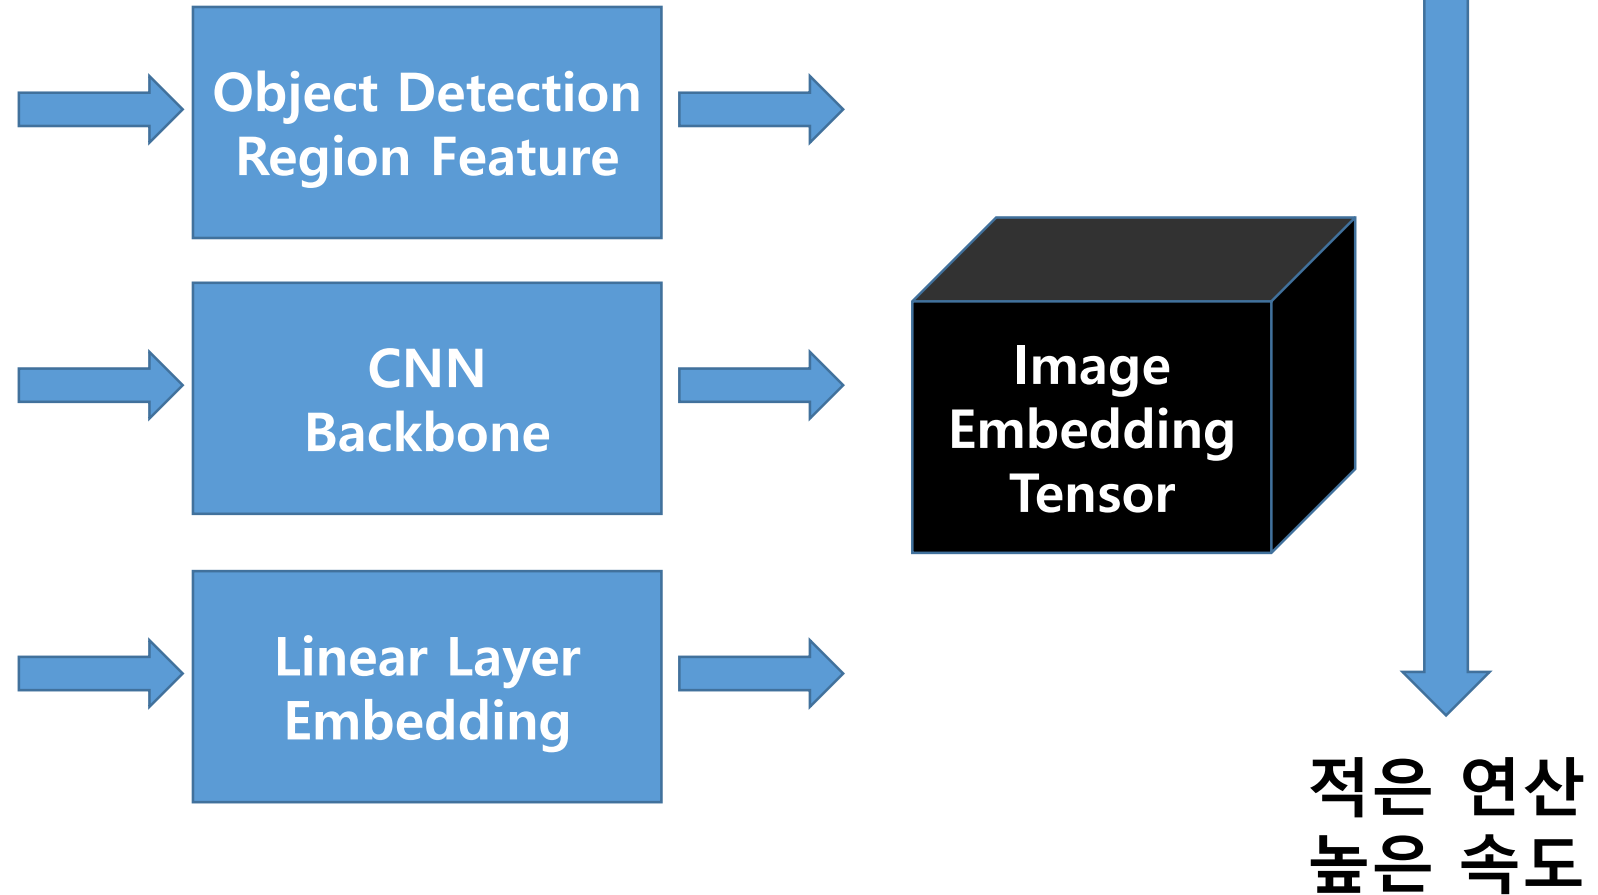 Object Detection
Region Feature
CNN
Backbone
Image
Embedding
Tensor
Linear Layer
Embedding
적은 연산
높은 속도